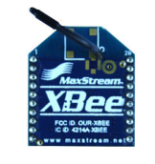 MaxStream
XBee
FCC ID: OUR-XBEE
IC ID: 4214A-XBEE
www.maxstream.net